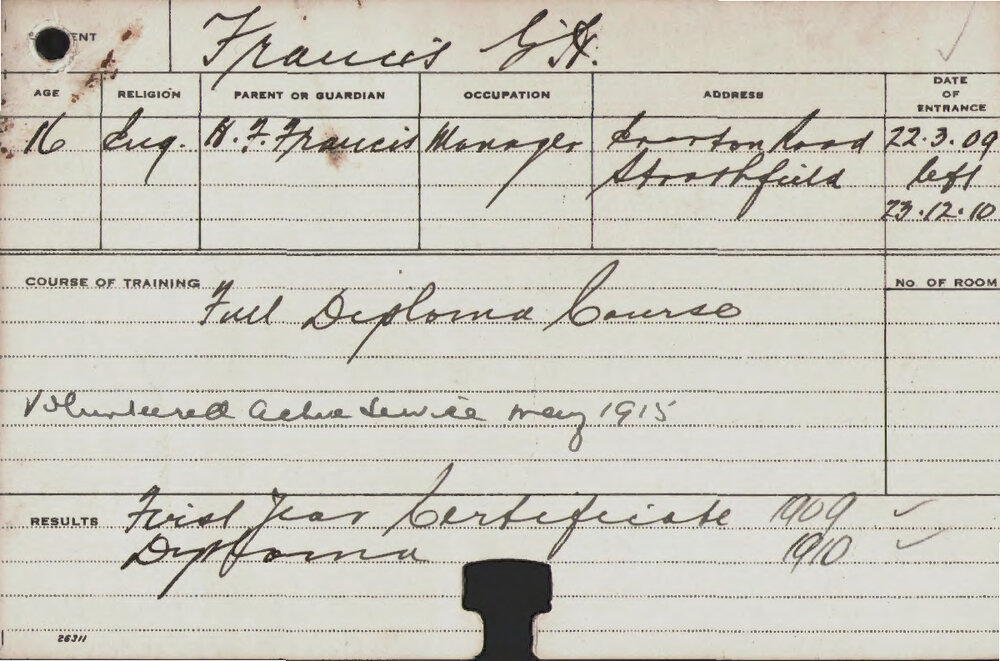 ENT Francis G H.
AGE RELIGION PARENT OR GUARDIAN OCCUPATION ADDRESS DATE OF ENTRANCE
16 Eng. H. F. Francis Manager Everton Road 22.3.09
Strathfield left
23.12.10
COURSE OF TRAINING Full Diploma Course No. OF ROOM
Volunteered Active Service May 1915
RESULTS First Year Certificate 1909 ✓
Diploma 1910 ✓
26311